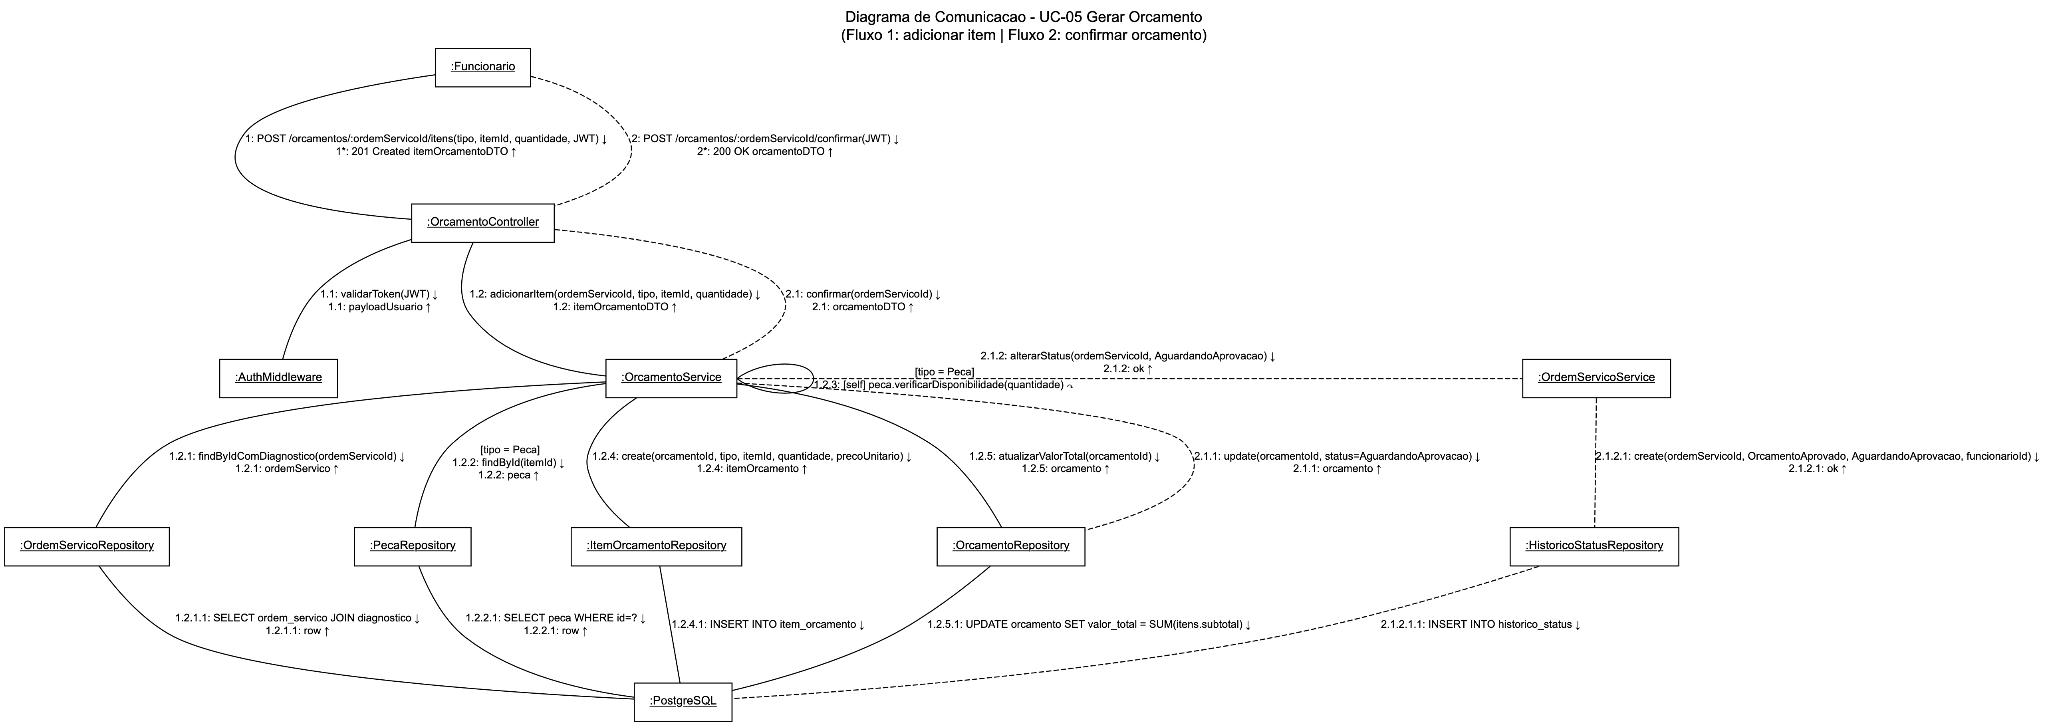 Diagrama de Comunicacao - UC-05 Gerar Orcamento
(Fluxo 1: adicionar item | Fluxo 2: confirmar orcamento)
:Funcionario
1: POST /orcamentos/:ordemServicoId/itens(tipo, itemId, quantidade, JWT) ↓
1*: 201 Created itemOrcamentoDTO ↑
2: POST /orcamentos/:ordemServicoId/confirmar(JWT) ↓
2*: 200 OK orcamentoDTO ↑
:OrcamentoController
1.1: validarToken(JWT) ↓
1.1: payloadUsuario ↑
1.2: adicionarItem(ordemServicoId, tipo, itemId, quantidade) ↓
1.2: itemOrcamentoDTO ↑
2.1: confirmar(ordemServicoId) ↓
2.1: orcamentoDTO ↑
:AuthMiddleware
:OrcamentoService
[tipo = Peca]
1.2.3: [self] peca.verificarDisponibilidade(quantidade) ↷
2.1.2: alterarStatus(ordemServicoId, AguardandoAprovacao) ↓
2.1.2: ok ↑
:OrdemServicoService
1.2.1: findByIdComDiagnostico(ordemServicoId) ↓
1.2.1: ordemServico ↑
[tipo = Peca]
1.2.2: findById(itemId) ↓
1.2.2: peca ↑
1.2.4: create(orcamentoId, tipo, itemId, quantidade, precoUnitario) ↓
1.2.4: itemOrcamento ↑
1.2.5: atualizarValorTotal(orcamentoId) ↓
1.2.5: orcamento ↑
2.1.1: update(orcamentoId, status=AguardandoAprovacao) ↓
2.1.1: orcamento ↑
2.1.2.1: create(ordemServicoId, OrcamentoAprovado, AguardandoAprovacao, funcionarioId) ↓
2.1.2.1: ok ↑
:OrdemServicoRepository
:PecaRepository
:ItemOrcamentoRepository
:OrcamentoRepository
:HistoricoStatusRepository
1.2.1.1: SELECT ordem_servico JOIN diagnostico ↓
1.2.1.1: row ↑
1.2.2.1: SELECT peca WHERE id=? ↓
1.2.2.1: row ↑
1.2.4.1: INSERT INTO item_orcamento ↓
1.2.5.1: UPDATE orcamento SET valor_total = SUM(itens.subtotal) ↓
2.1.2.1.1: INSERT INTO historico_status ↓
:PostgreSQL